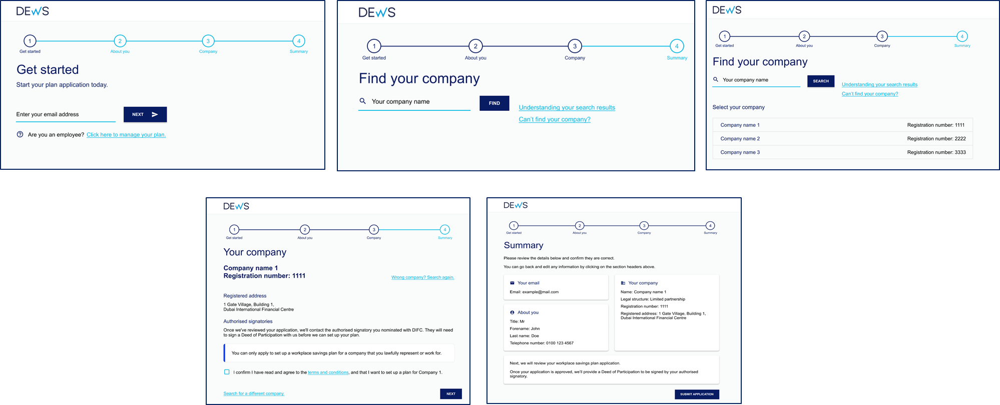 DEWS
1
2
3
4
Get started
About you
Company
Summary
Get started
Start your plan application today.
Enter your email address
NEXT
Are you an employee? Click here to manage your plan.
DEWS
1
2
3
4
Get started
About you
Company
Summary
Find your company
Your company name
FIND
Understanding your search results
Can't find your company?
DEWS
1
2
3
4
Get started
About you
Company
Summary
Find your company
Your company name
SEARCH
Understanding your search results
Can't find your company?
Select your company
Company name 1 Registration number: 1111
Company name 2 Registration number: 2222
Company name 3 Registration number: 3333
DEWS
1
2
3
4
Get started
About you
Company
Summary
Your company
Company name 1
Registration number: 1111
Wrong company? Search again.
Registered address
1 Gate Village, Building 1,
Dubai International Financial Centre
Authorised signatories
Once we've reviewed your application, we'll contact the authorised signatory you nominated with DIFC. They will need
to sign a Deed of Participation with us before we can set up your plan.
You can only apply to set up a workplace savings plan for a company that you lawfully represent or work for.
I confirm I have read and agree to the terms and conditions, and that I want to set up a plan for Company 1.
Search for a different company.
NEXT
DEWS
1
2
3
4
Get started
About you
Company
Summary
Summary
Please review the details below and confirm they are correct.
You can go back and edit any information by clicking on the section headers above.
Your email
Email: example@mail.com
About you
Title: Mr
Forename: John
Last name: Doe
Telephone number: 0100 123 4567
Your company
Name: Company name 1
Legal structure: Limited partnership
Registration number: 1111
Registered address: 1 Gate Village, Building 1,
Dubai International Financial Centre
Next, we will review your workplace savings plan application.
Once your application is approved, we'll provide a Deed of Participation to be signed by your authorised
signatory.
SUBMIT APPLICATION